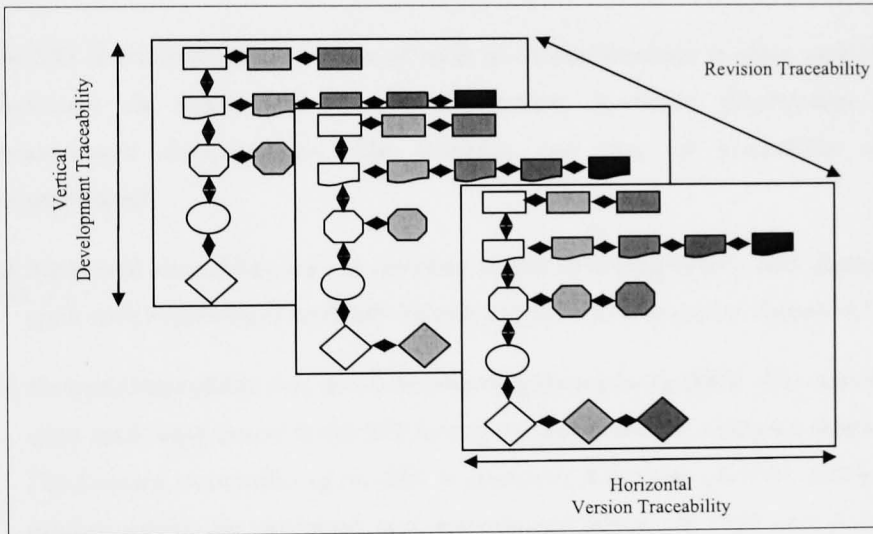 Vertical
Development Traceability
Revision Traceability
Horizontal
Version Traceability